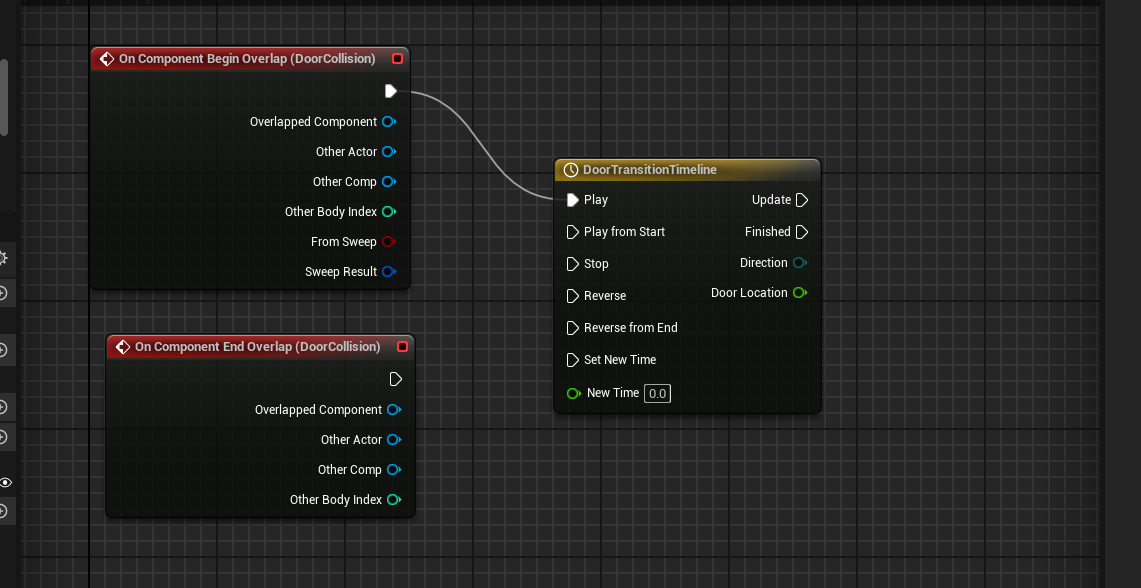 On Component Begin Overlap (DoorCollision)
Overlapped Component
Other Actor
Other Comp
Other Body Index
From Sweep
Sweep Result
On Component End Overlap (DoorCollision)
Overlapped Component
Other Actor
Other Comp
Other Body Index
DoorTransitionTimeline
Play Update
Play from Start Finished
Stop Direction
Reverse Door Location
Reverse from End
Set New Time
New Time 0.0